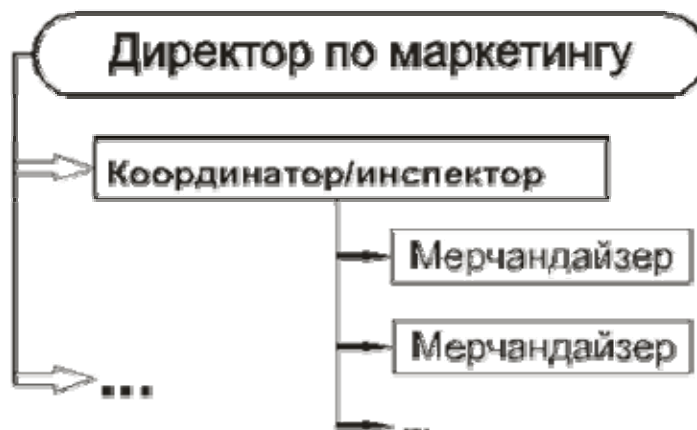 Директор по маркетингу
Координатор/инспектор
Мерчандайзер
Мерчандайзер
...
...